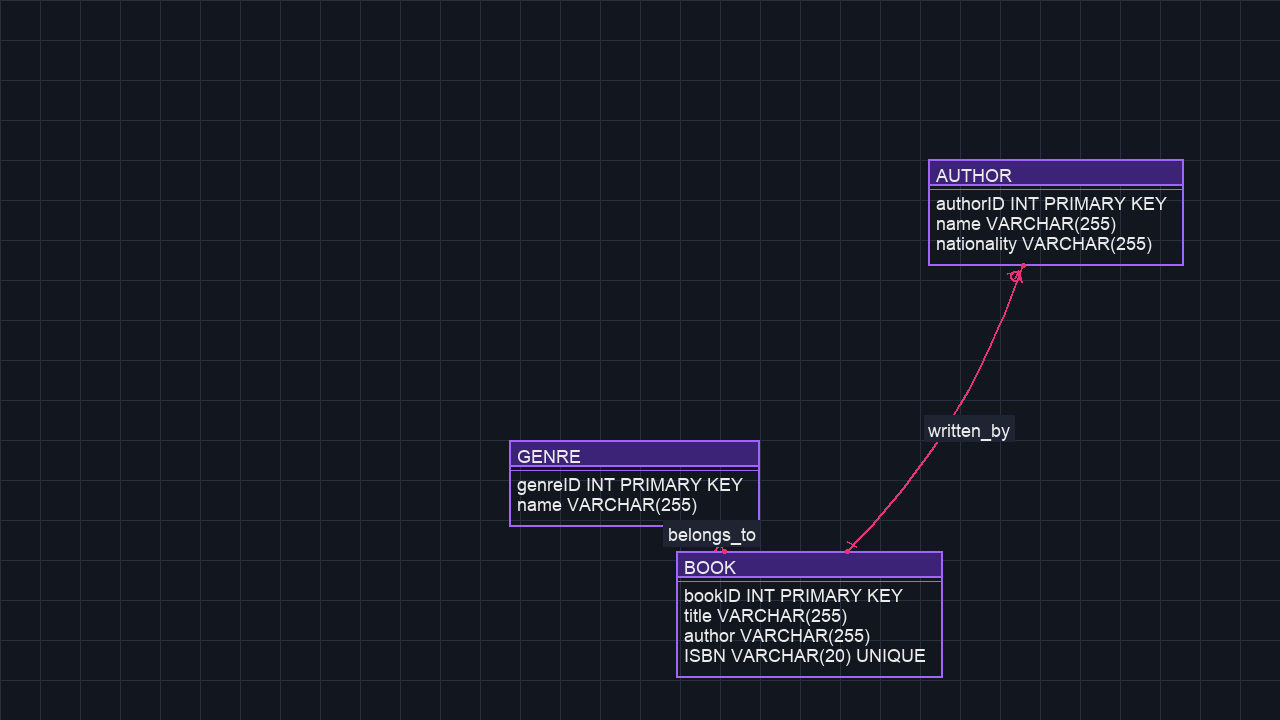 AUTHOR
authorID INT PRIMARY KEY
name VARCHAR(255)
nationality VARCHAR(255)
written_by
GENRE
genreID INT PRIMARY KEY
name VARCHAR(255)
belongs_to
BOOK
bookID INT PRIMARY KEY
title VARCHAR(255)
author VARCHAR(255)
ISBN VARCHAR(20) UNIQUE